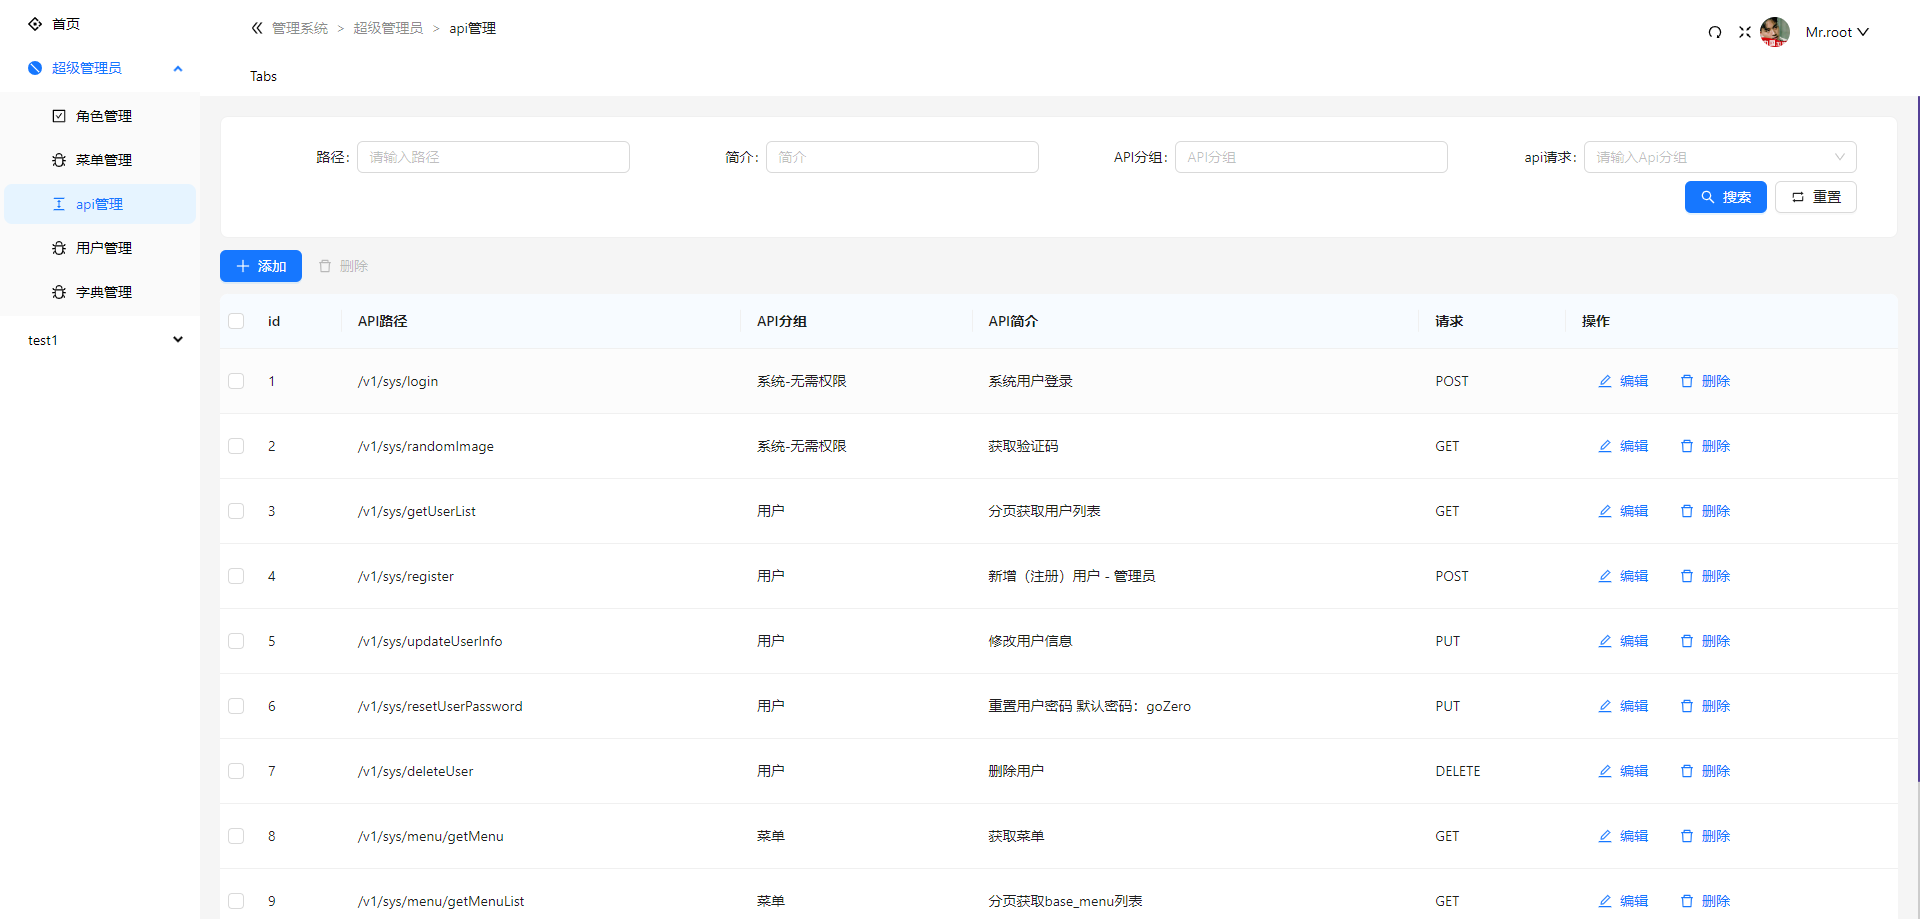 首页
超级管理员
角色管理
菜单管理
api管理
用户管理
字典管理
test1
管理系统 > 超级管理员 > api管理
Mr.root
Tabs
路径: 请输入路径 简介: 简介 API分组: API分组 api请求: 请输入Api分组
搜索 重置
添加 删除
id API路径 API分组 API简介 请求 操作
1 /v1/sys/login 系统-无需权限 系统用户登录 POST 编辑 删除
2 /v1/sys/randomImage 系统-无需权限 获取验证码 GET 编辑 删除
3 /v1/sys/getUserList 用户 分页获取用户列表 GET 编辑 删除
4 /v1/sys/register 用户 新增（注册）用户 - 管理员 POST 编辑 删除
5 /v1/sys/updateUserInfo 用户 修改用户信息 PUT 编辑 删除
6 /v1/sys/resetUserPassword 用户 重置用户密码 默认密码：goZero PUT 编辑 删除
7 /v1/sys/deleteUser 用户 删除用户 DELETE 编辑 删除
8 /v1/sys/menu/getMenu 菜单 获取菜单 GET 编辑 删除
9 /v1/sys/menu/getMenuList 菜单 分页获取base_menu列表 GET 编辑 删除